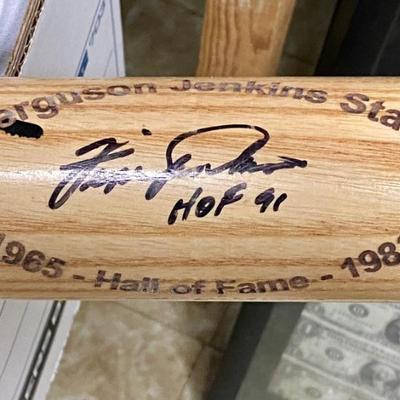 erguson Jenkins Sta
Fergie Jenkins
HOF 91
1965 - Hall of Fame - 198